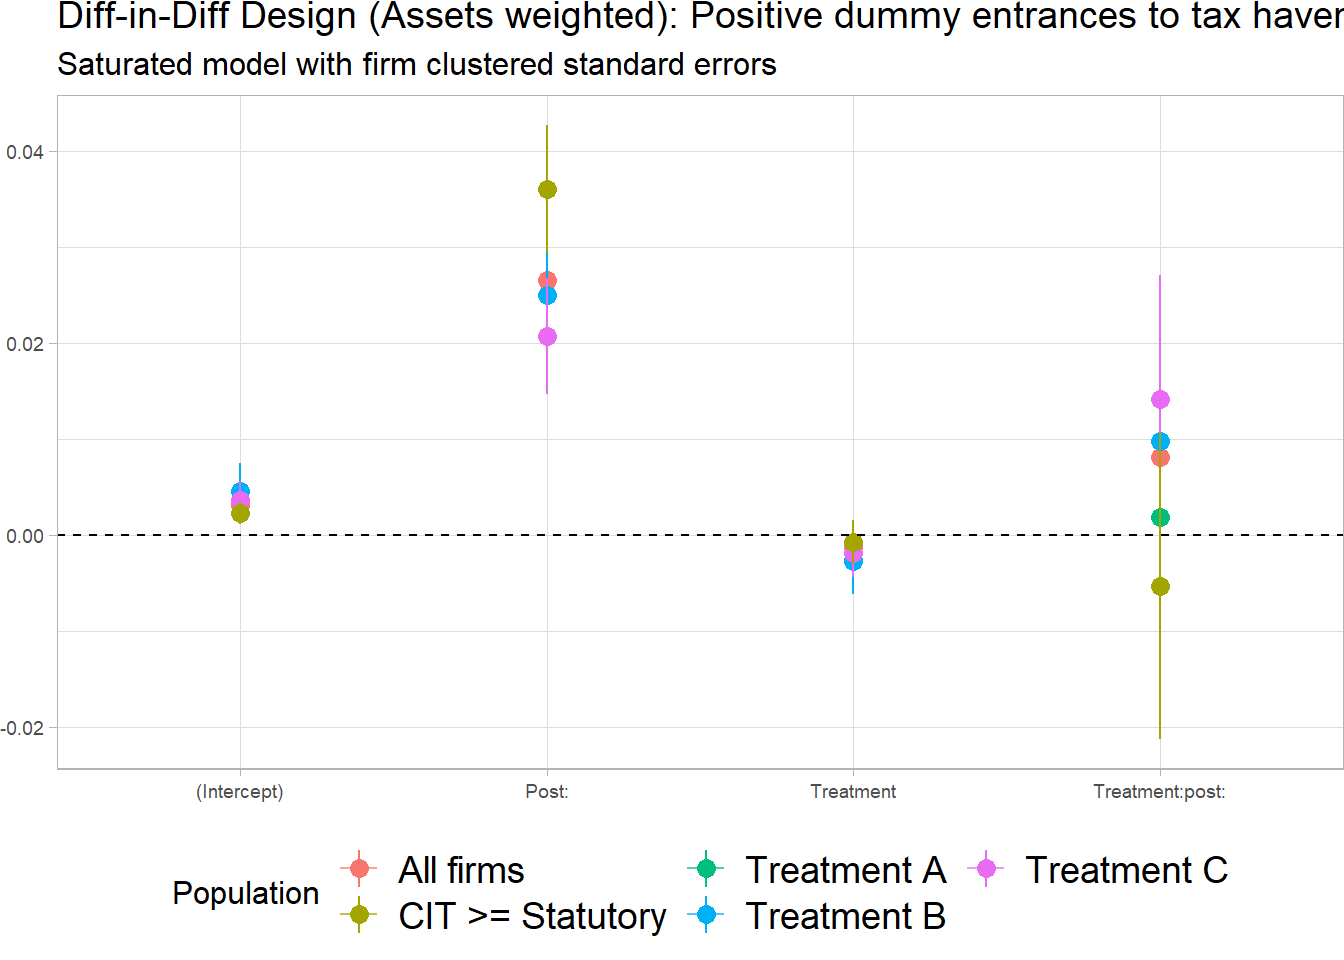 Diff-in-Diff Design (Assets weighted): Positive dummy entrances to tax haven
Saturated model with firm clustered standard errors
0.04
0.02
0.00
-0.02
(Intercept) Post: Treatment Treatment:post:
Population
All firms Treatment A Treatment C
CIT >= Statutory Treatment B